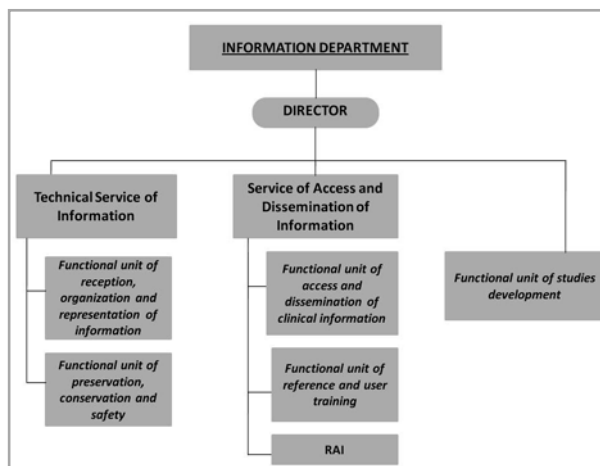 INFORMATION DEPARTMENT
DIRECTOR
Technical Service of
Information
Service of Access and
Dissemination of
Information
Functional unit of
reception,
organization and
representation of
information
Functional unit of
access and
dissemination of
clinical information
Functional unit of studies
development
Functional unit of
preservation,
conservation and
safety
Functional unit of
reference and user
training
RAI